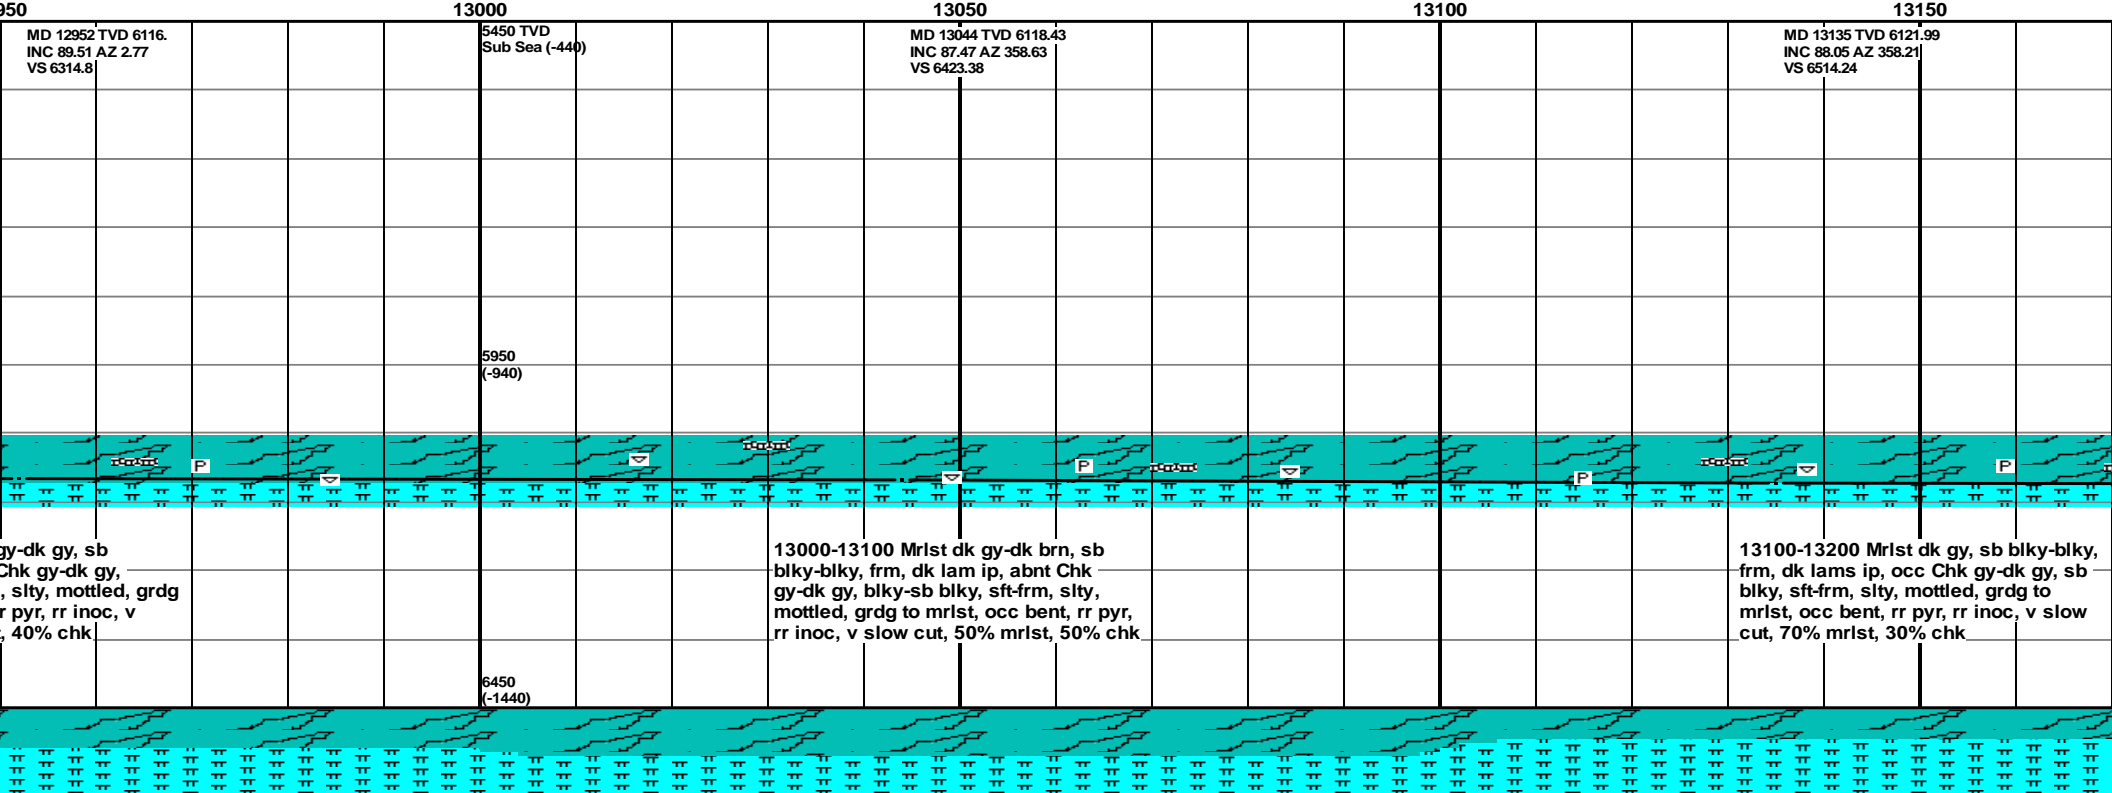 950 13000 13050 13100 13150
MD 12952 TVD 6116.
INC 89.51 AZ 2.77
VS 6314.8
5450 TVD
Sub Sea (-440)
MD 13044 TVD 6118.43
INC 87.47 AZ 358.63
VS 6423.38
MD 13135 TVD 6121.99
INC 88.05 AZ 358.21
VS 6514.24
5950
(-940)
P
P
P
P
gy-dk gy, sb
Chk gy-dk gy,
, slty, mottled, grdg
r pyr, rr inoc, v
, 40% chk
13000-13100 Mrlst dk gy-dk brn, sb
blky-blky, frm, dk lam ip, abnt Chk
gy-dk gy, blky-sb blky, sft-frm, slty,
mottled, grdg to mrlst, occ bent, rr pyr,
rr inoc, v slow cut, 50% mrlst, 50% chk
13100-13200 Mrlst dk gy, sb blky-blky,
frm, dk lams ip, occ Chk gy-dk gy, sb
blky, sft-frm, slty, mottled, grdg to
mrlst, occ bent, rr pyr, rr inoc, v slow
cut, 70% mrlst, 30% chk
6450
(-1440)